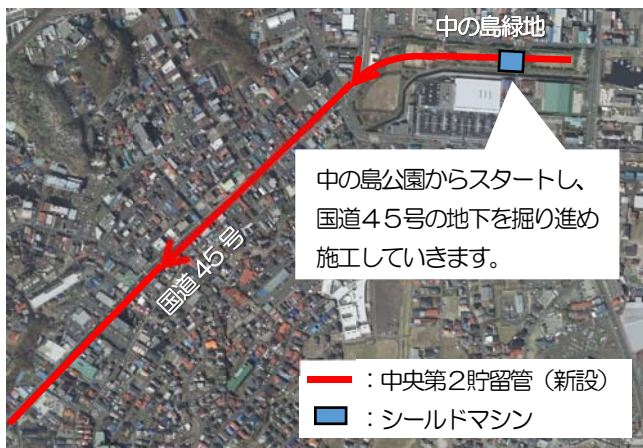 中の島緑地
中の島公園からスタートし、
国道４５号の地下を掘り進め
施工していきます。
国道45号
：中央第２貯留管（新設）
：シールドマシン